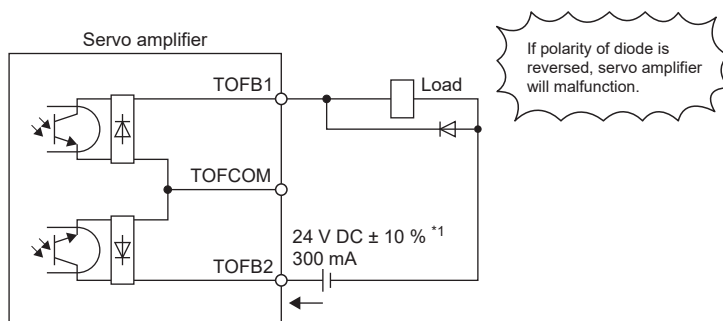 Servo amplifier
If polarity of diode is
reversed, servo amplifier
will malfunction.
TOFB1
Load
TOFCOM
24 V DC ± 10 % *1
300 mA
TOFB2